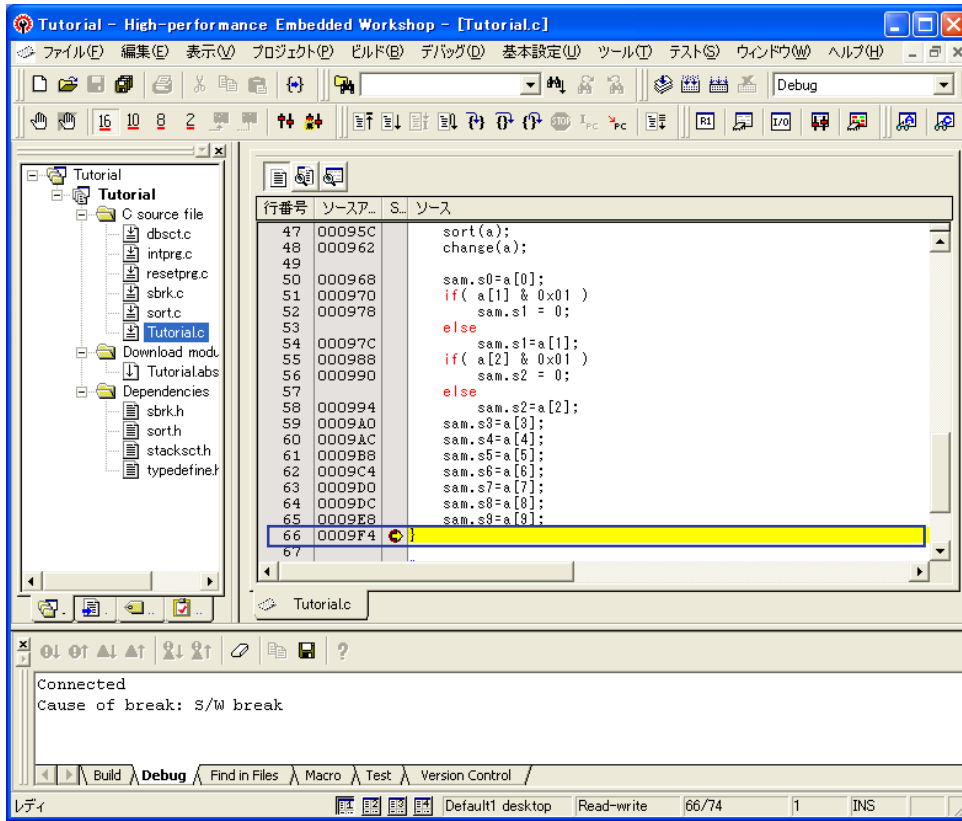 Tutorial - High-performance Embedded Workshop - [Tutorial.c]
ファイル(F) 編集(E) 表示(V) プロジェクト(P) ビルド(B) デバッグ(D) 基本設定(U) ツール(T) テスト(S) ウィンドウ(W) ヘルプ(H)
Debug
16 10 8 2 STOP PC PC R1 I/O
Tutorial
Tutorial
C source file
dbsct.c
intprg.c
resetprg.c
sbrk.c
sort.c
Tutorial.c
Download modu
Tutorial.abs
Dependencies
sbrk.h
sort.h
stacksct.h
typedefine.h
行番号 ソースア... S... ソース
47 00095C sort(a);
48 000962 change(a);
49
50 000968 sam.s0=a[0];
51 000970 if( a[1] & 0x01 )
52 000978 sam.s1 = 0;
53 else
54 00097C sam.s1=a[1];
55 000988 if( a[2] & 0x01 )
56 000990 sam.s2 = 0;
57 else
58 000994 sam.s2=a[2];
59 0009A0 sam.s3=a[3];
60 0009AC sam.s4=a[4];
61 0009B8 sam.s5=a[5];
62 0009C4 sam.s6=a[6];
63 0009D0 sam.s7=a[7];
64 0009DC sam.s8=a[8];
65 0009E8 sam.s9=a[9];
66 0009F4 }
67
Tutorial.c
Connected
Cause of break: S/W break
Build Debug Find in Files Macro Test Version Control
レディ 1 2 3 4 Default1 desktop Read-write 66/74 1 INS